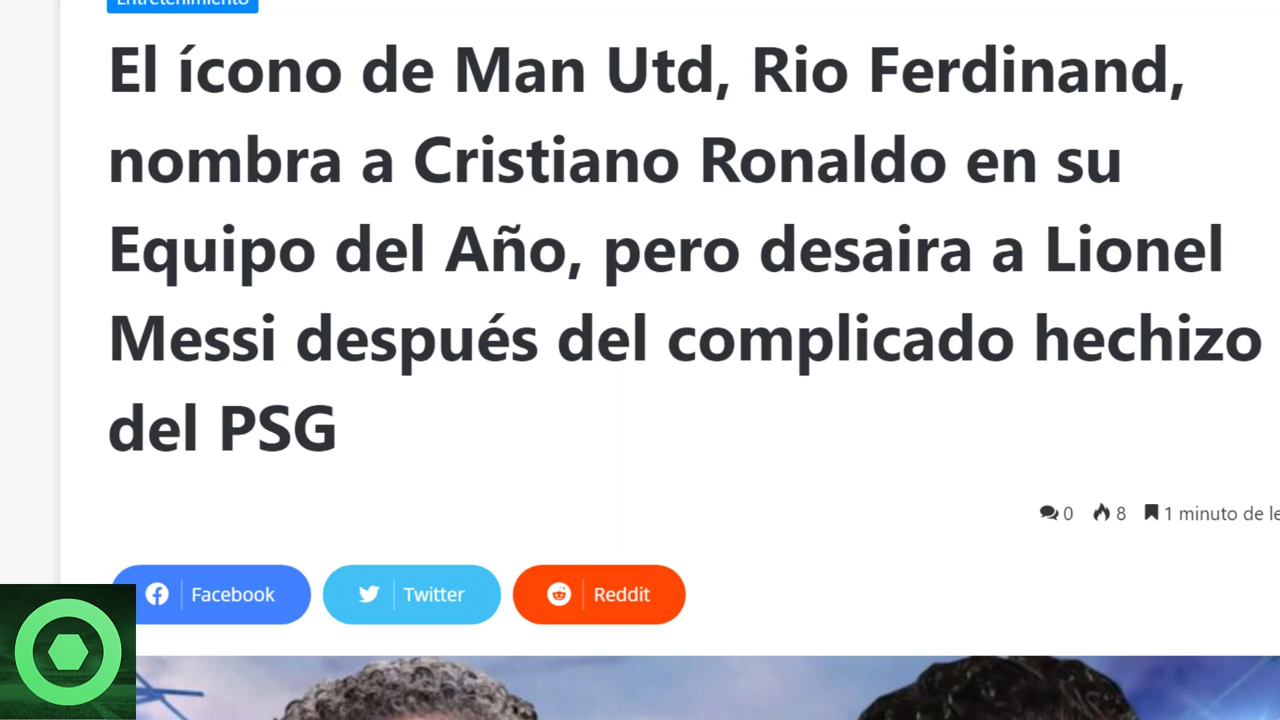 Entretenimiento
El ícono de Man Utd, Rio Ferdinand,
nombra a Cristiano Ronaldo en su
Equipo del Año, pero desaira a Lionel
Messi después del complicado hechizo
del PSG
0 8 1 minuto de le
Facebook Twitter Reddit